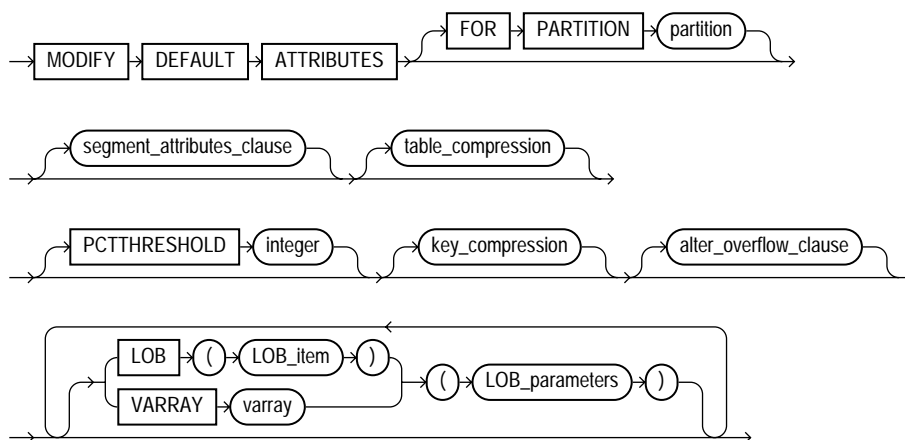 FOR PARTITION partition
MODIFY DEFAULT ATTRIBUTES
segment_attributes_clause table_compression
PCTTHRESHOLD integer key_compression alter_overflow_clause
LOB ( LOB_item )
( LOB_parameters )
VARRAY varray